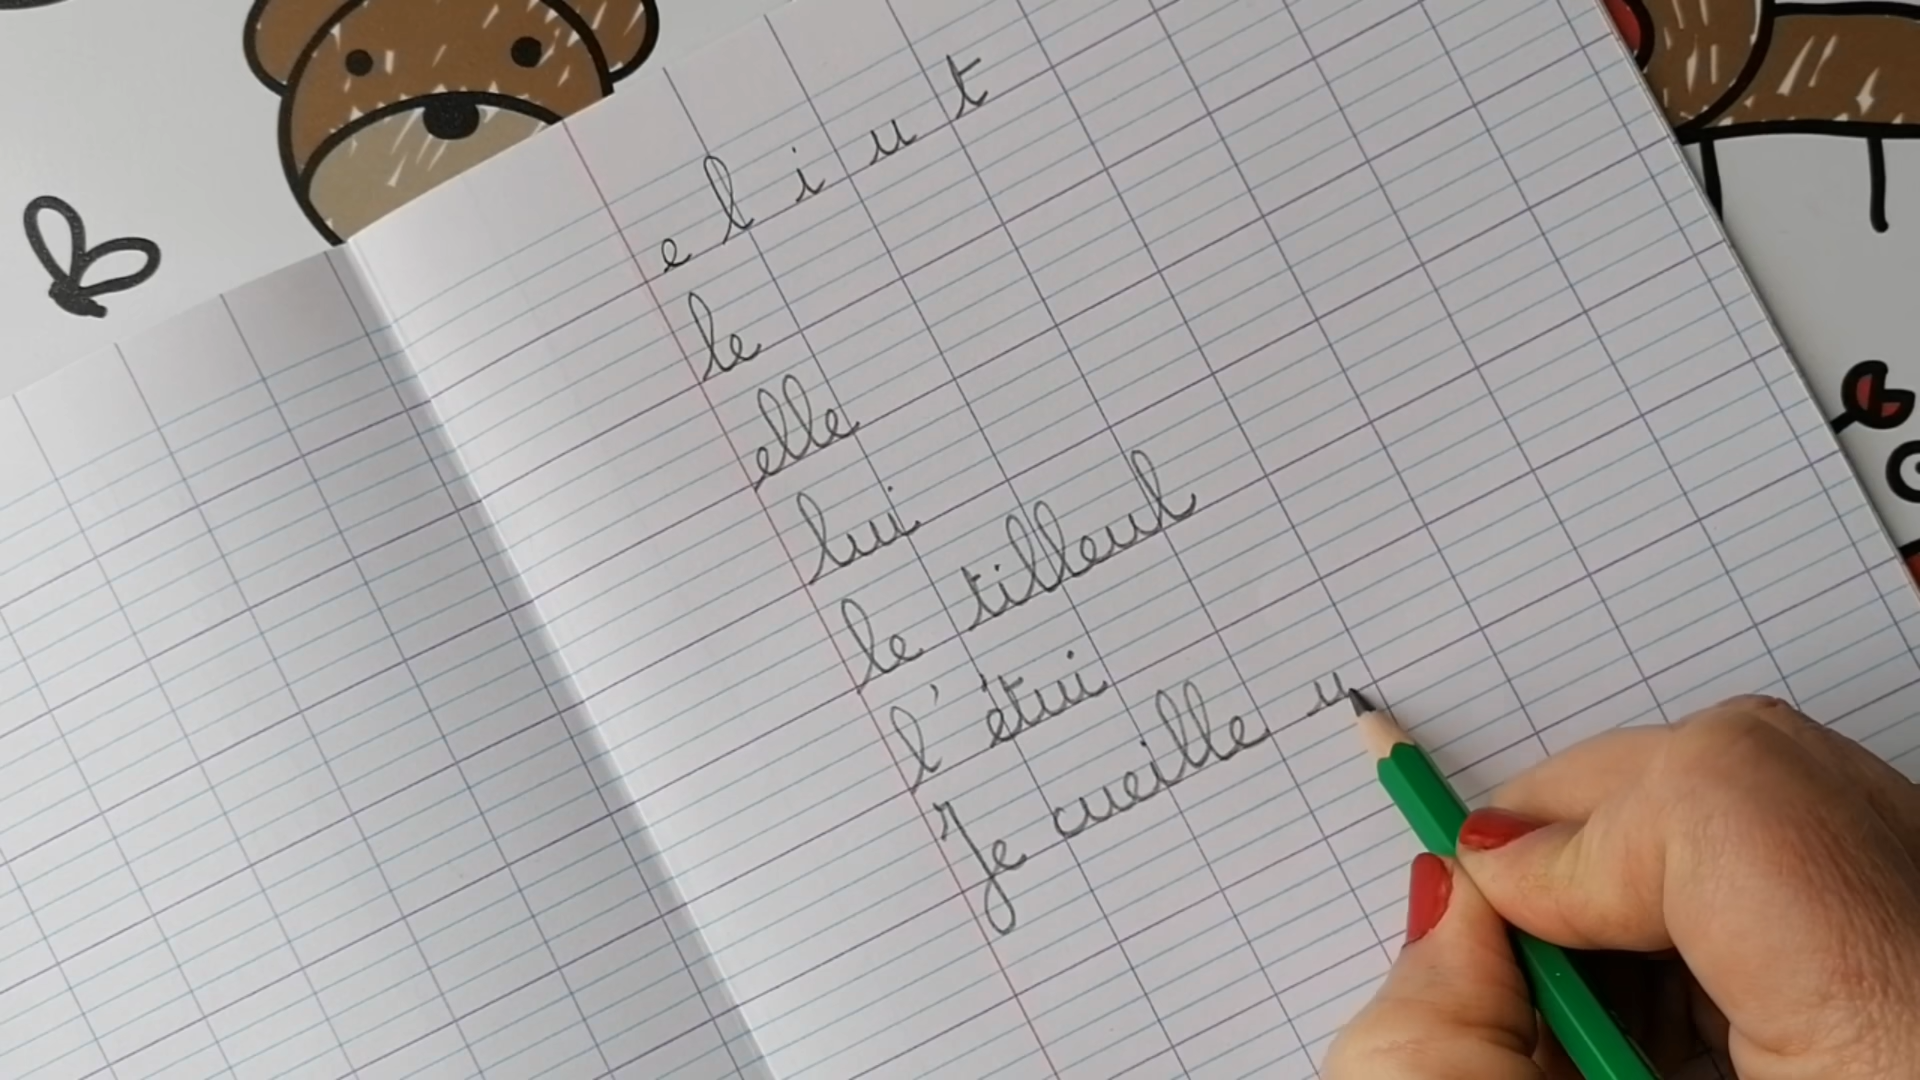 e l i u t
le
elle
lui
le tilleul
l' étui
Je cueille u